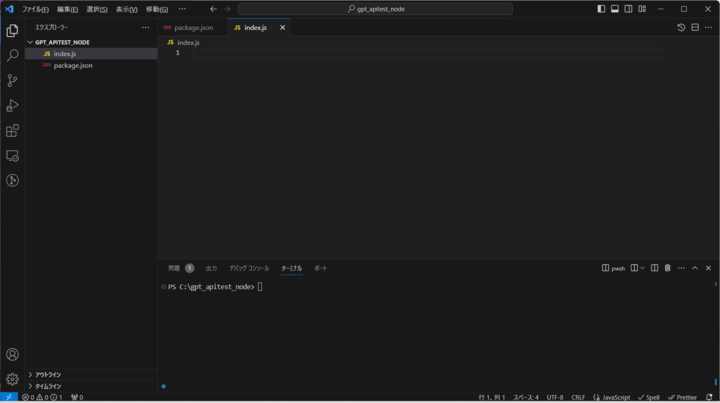 ファイル(F) 編集(E) 選択(S) 表示(V) 移動(G) ··· gpt_apitest_node
エクスプローラー ···
GPT_APITEST_NODE
JS index.js
package.json
package.json JS index.js
JS index.js
1
問題 1 出力 デバッグ コンソール ターミナル ポート pwsh ···
PS C:\gpt_apitest_node>
アウトライン
タイムライン
0 0 1 0 行 1、列 1 スペース: 4 UTF-8 CRLF JavaScript Spell Prettier